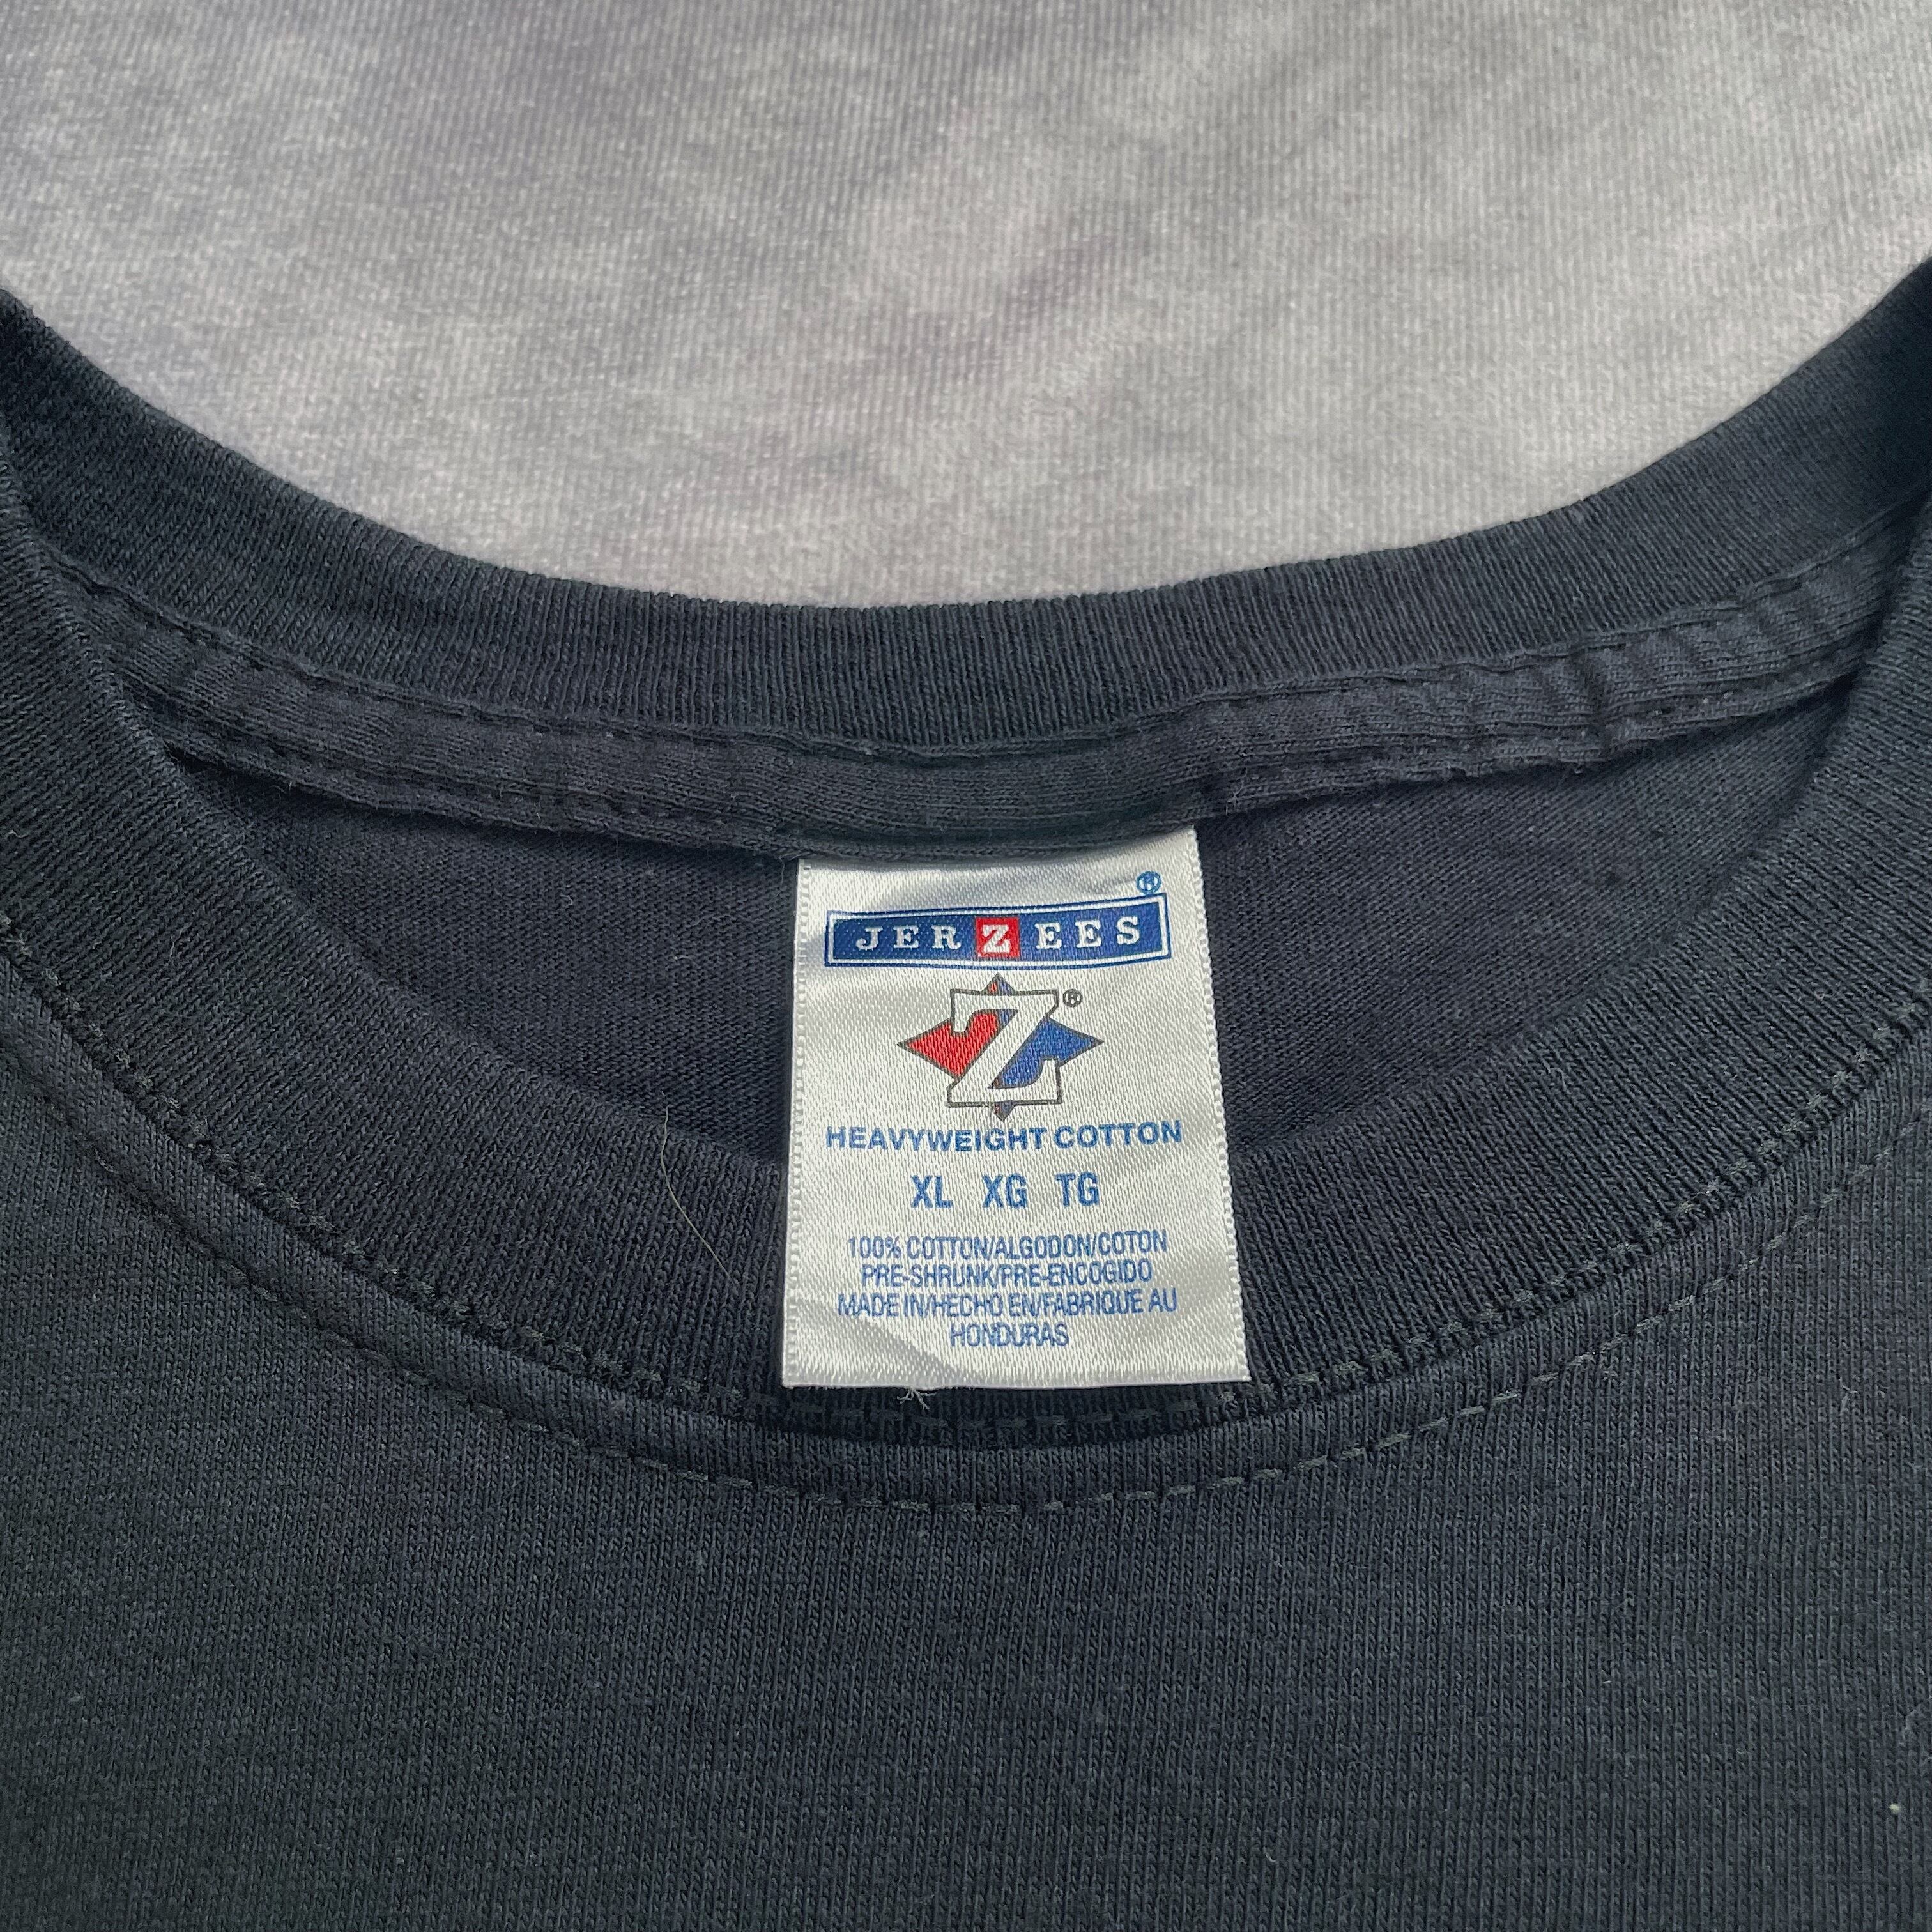 ®
JERZEES
Z®
HEAVYWEIGHT COTTON
XL XG TG
100% COTTON/ALGODON/COTON
PRE-SHRUNK/PRE-ENCOGIDO
MADE IN/HECHO EN/FABRIQUE AU
HONDURAS